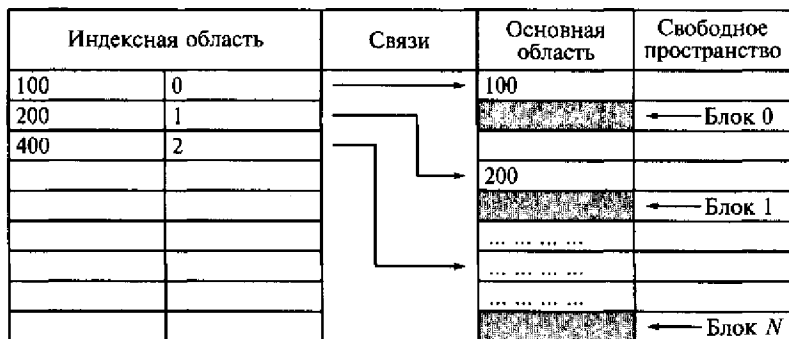 Индексная область Связи Основная область Свободное пространство
100 0 100
200 1 Блок 0
400 2
200
Блок 1
... ... ... ...
... ... ... ...
... ... ... ...
Блок N